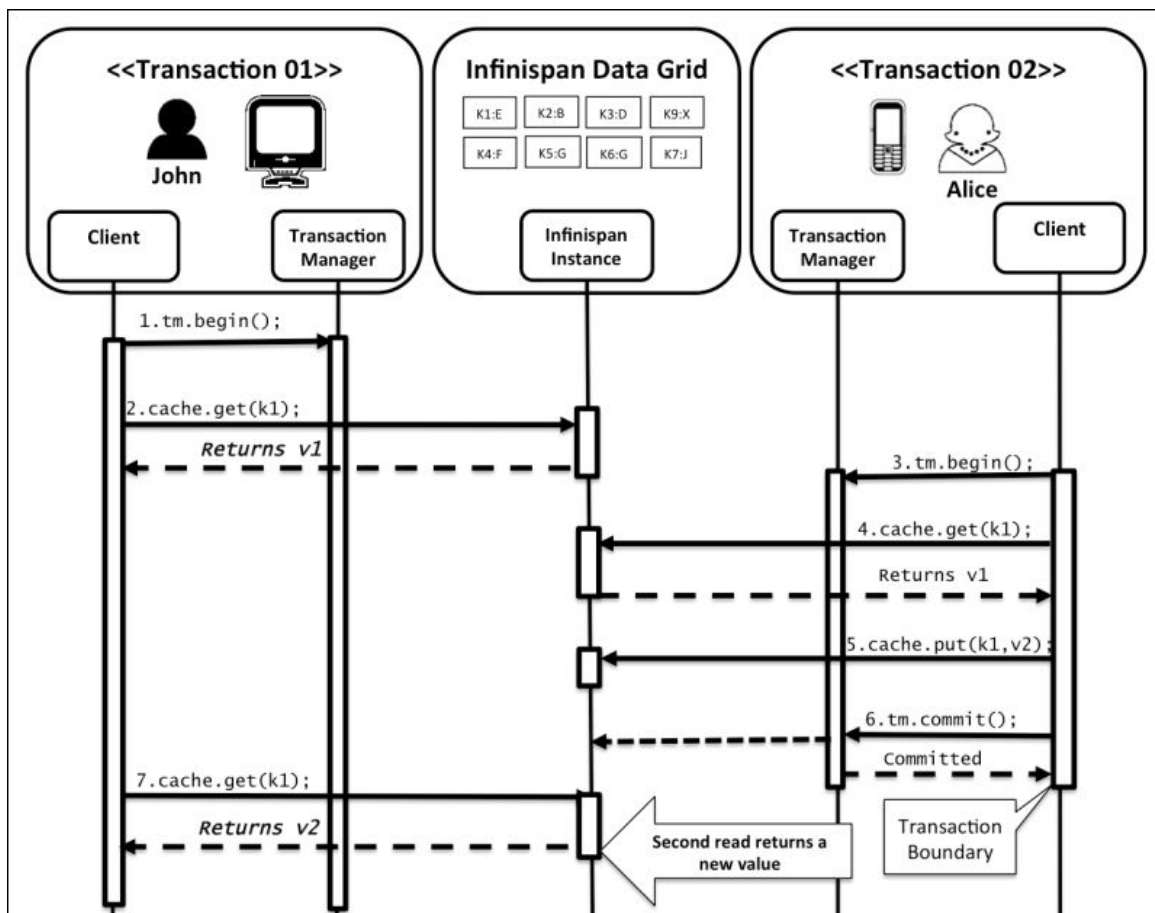 <<Transaction 01>>
John
Client
Transaction
Manager
Infinispan Data Grid
K1:E
K2:B
K3:D
K9:X
K4:F
K5:G
K6:G
K7:J
Infinispan
Instance
<<Transaction 02>>
Alice
Transaction
Manager
Client
1.tm.begin();
2.cache.get(k1);
Returns v1
3.tm.begin();
4.cache.get(k1);
Returns v1
5.cache.put(k1,v2);
6.tm.commit();
Committed
7.cache.get(k1);
Returns v2
Second read returns a
new value
Transaction
Boundary